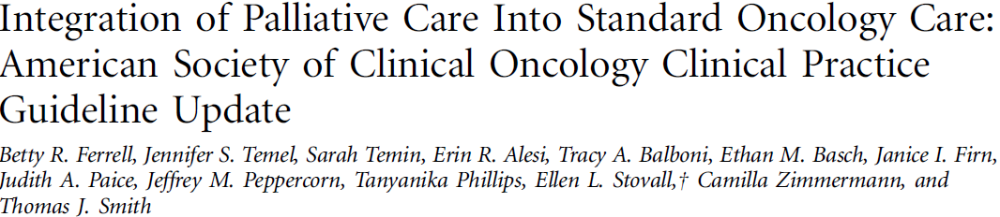 Integration of Palliative Care Into Standard Oncology Care:
American Society of Clinical Oncology Clinical Practice
Guideline Update
Betty R. Ferrell, Jennifer S. Temel, Sarah Temin, Erin R. Alesi, Tracy A. Balboni, Ethan M. Basch, Janice I. Firn,
Judith A. Paice, Jeffrey M. Peppercorn, Tanyanika Phillips, Ellen L. Stovall,† Camilla Zimmermann, and
Thomas J. Smith